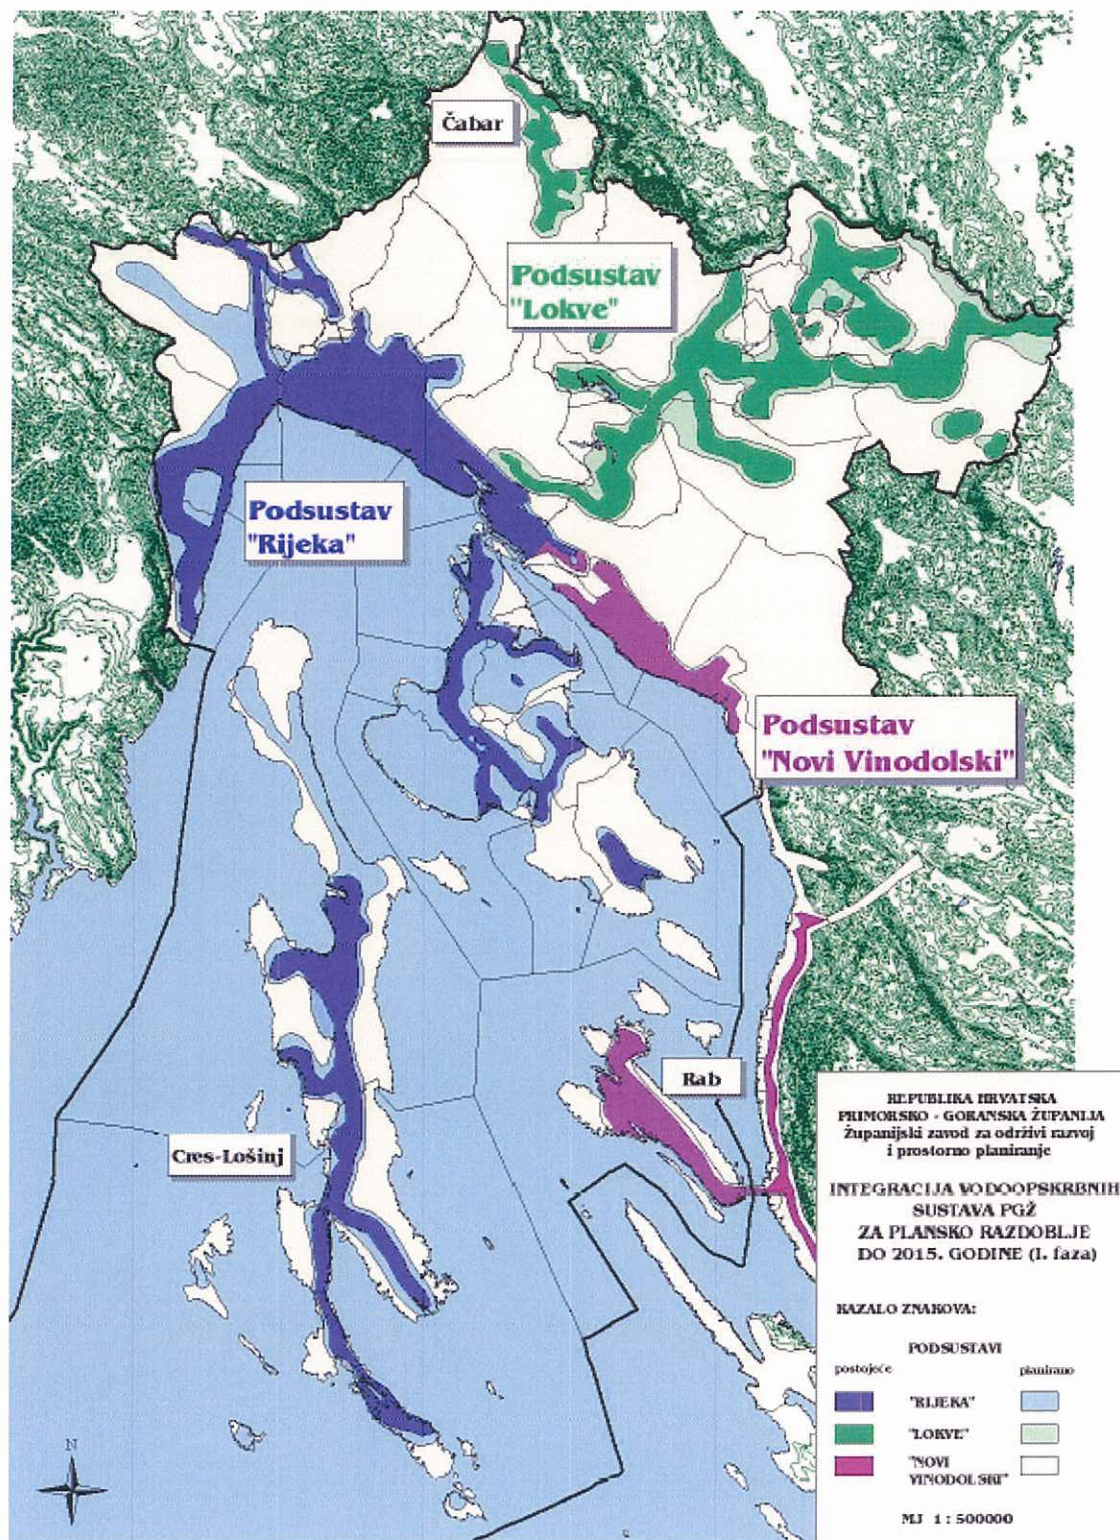 Čabar
Podsustav
"Lokve"
Podsustav
"Rijeka"
Podsustav
"Novi Vinodolski"
Rab
Cres-Lošinj
REPUBLIKA HRVATSKA
PRIMORSKO - GORANSKA ŽUPANIJA
Županijski zavod za održivi razvoj
i prostorno planiranje
INTEGRACIJA VODOOPSKRBNIH
SUSTAVA PGŽ
ZA PLANSKO RAZDOBLJE
DO 2015. GODINE (I. faza)
KAZALO ZNAKOVA:
PODSUSTAVI
postojeće planirano
"RIJEKA"
"LOKVE"
"NOVI
VINODOLSKI"
MJ 1 : 500000
N